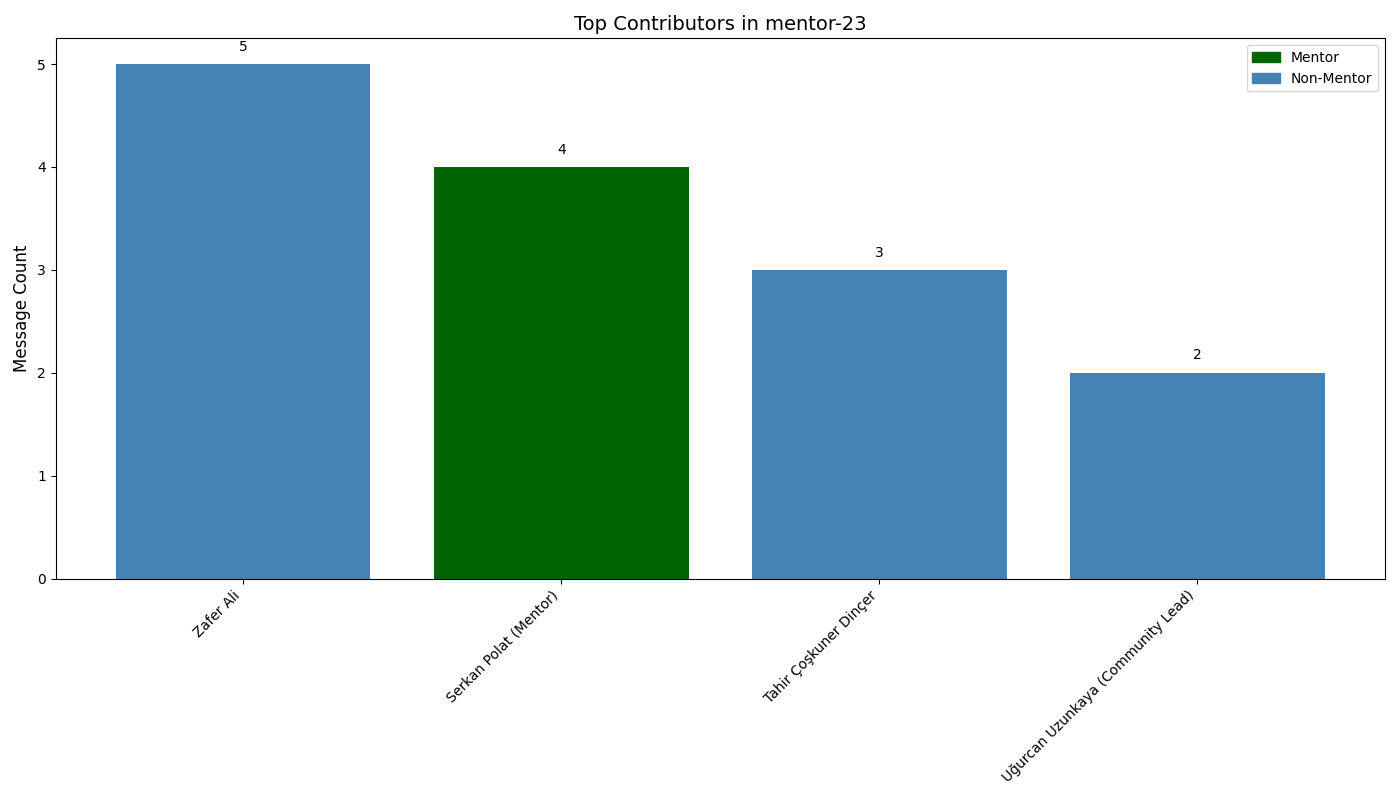 Top Contributors in mentor-23
5
Mentor
Non-Mentor
5
4
4
3
3
2
2
1
0
Message Count
Zafer Ali
Serkan Polat (Mentor)
Tahir Çoşkuner Dinçer
Uğurcan Uzunkaya (Community Lead)